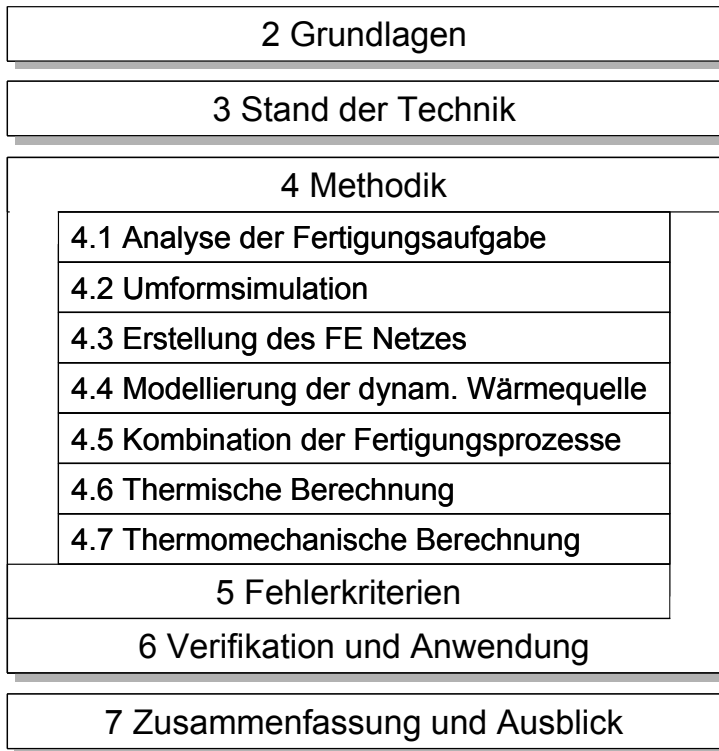 2 Grundlagen
3 Stand der Technik
4 Methodik
4.1 Analyse der Fertigungsaufgabe
4.2 Umformsimulation
4.3 Erstellung des FE Netzes
4.4 Modellierung der dynam. Wärmequelle
4.5 Kombination der Fertigungsprozesse
4.6 Thermische Berechnung
4.7 Thermomechanische Berechnung
5 Fehlerkriterien
6 Verifikation und Anwendung
7 Zusammenfassung und Ausblick